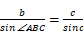 b/sin∠ABC = c/sinc